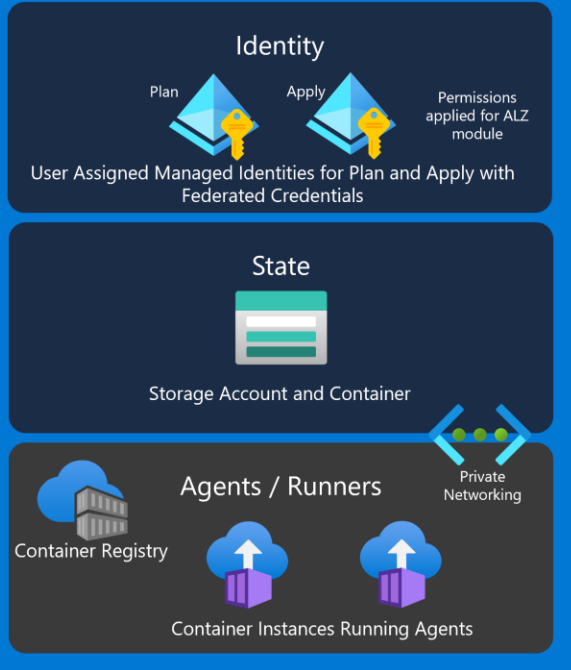 Identity
Plan
Apply
Permissions
applied for ALZ
module
User Assigned Managed Identities for Plan and Apply with
Federated Credentials
State
Storage Account and Container
Private
Networking
Agents / Runners
Container Registry
Container Instances Running Agents